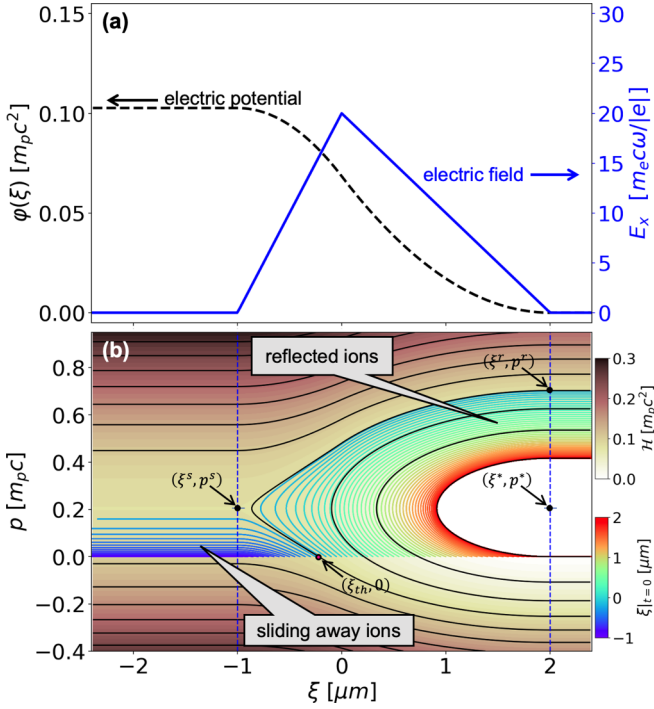 (a)
electric potential
electric field
φ(ξ) [m_pc²]
0.15
0.10
0.05
0.00
30
25
20
15
10
5
0
E_x [m_ecω/|e|]
(b)
reflected ions
(ξ^r, p^r)
(ξ^s, p^s)
(ξ^*, p^*)
(ξ_th, 0)
sliding away ions
p [m_pc]
0.8
0.6
0.4
0.2
0.0
−0.2
−0.4
−2
−1
0
1
2
ξ [μm]
0.3
0.2
0.1
0.0
ℋ [m_pc²]
2
1
0
−1
ξ|_{t=0} [μm]